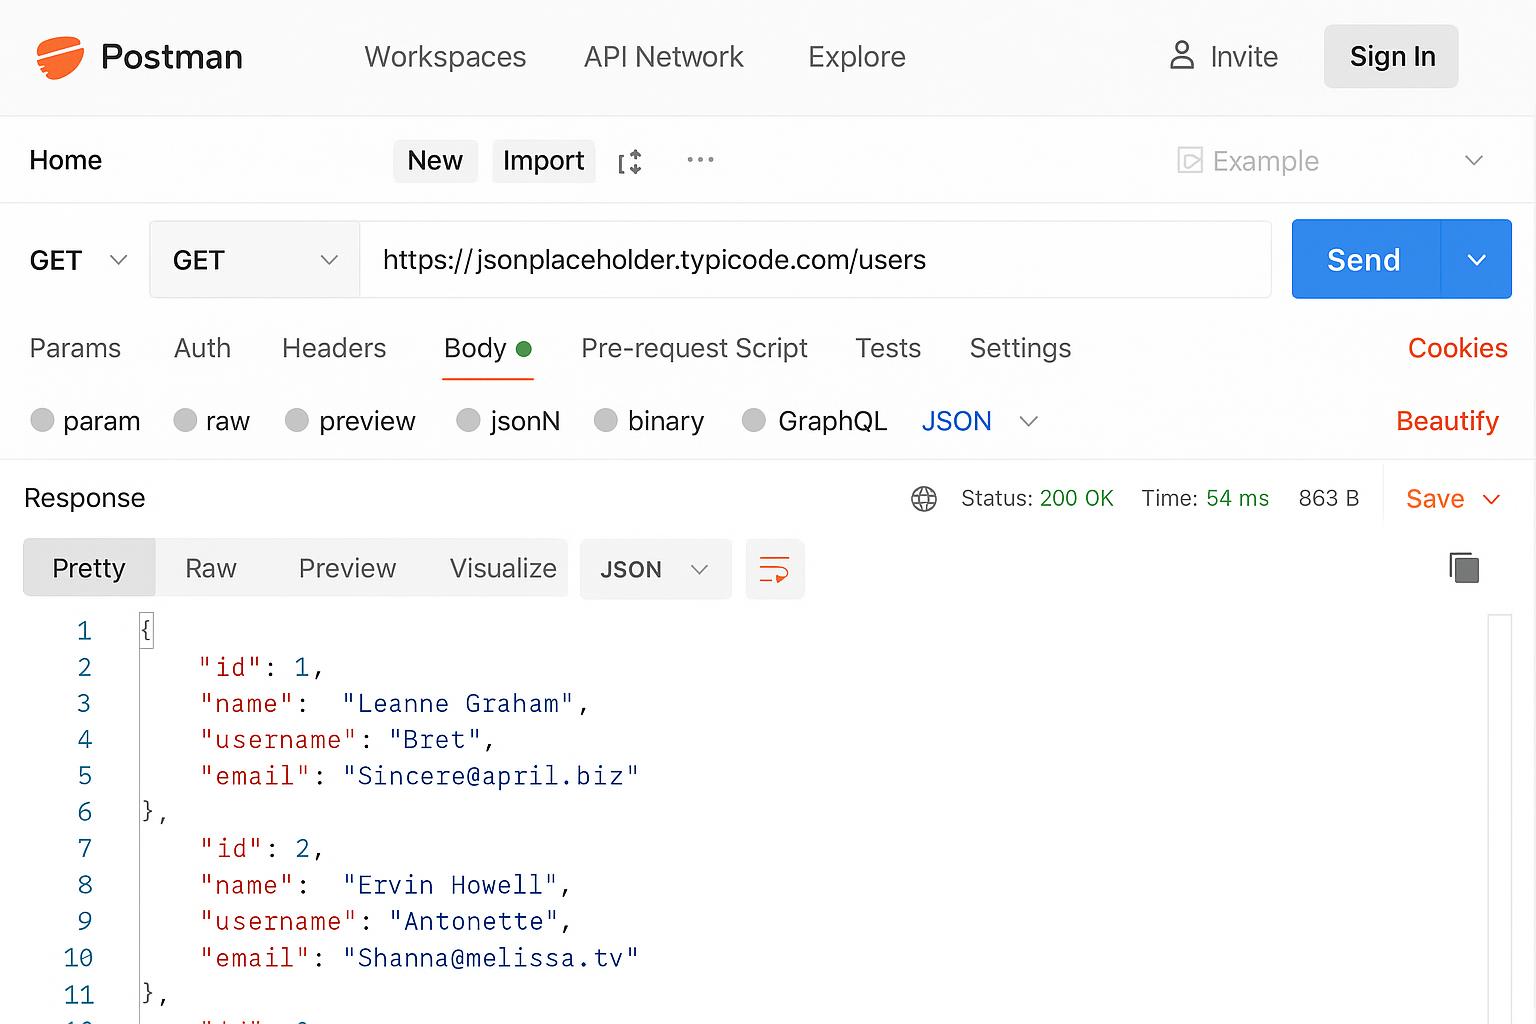 Postman Workspaces API Network Explore Invite Sign In
Home New Import ... Example
GET GET https://jsonplaceholder.typicode.com/users Send
Params Auth Headers Body Pre-request Script Tests Settings Cookies
param raw preview jsonN binary GraphQL JSON Beautify
Response Status: 200 OK Time: 54 ms 863 B Save
Pretty Raw Preview Visualize JSON
1 {
2 "id": 1,
3 "name": "Leanne Graham",
4 "username": "Bret",
5 "email": "Sincere@april.biz"
6 },
7 "id": 2,
8 "name": "Ervin Howell",
9 "username": "Antonette",
10 "email": "Shanna@melissa.tv"
11 },